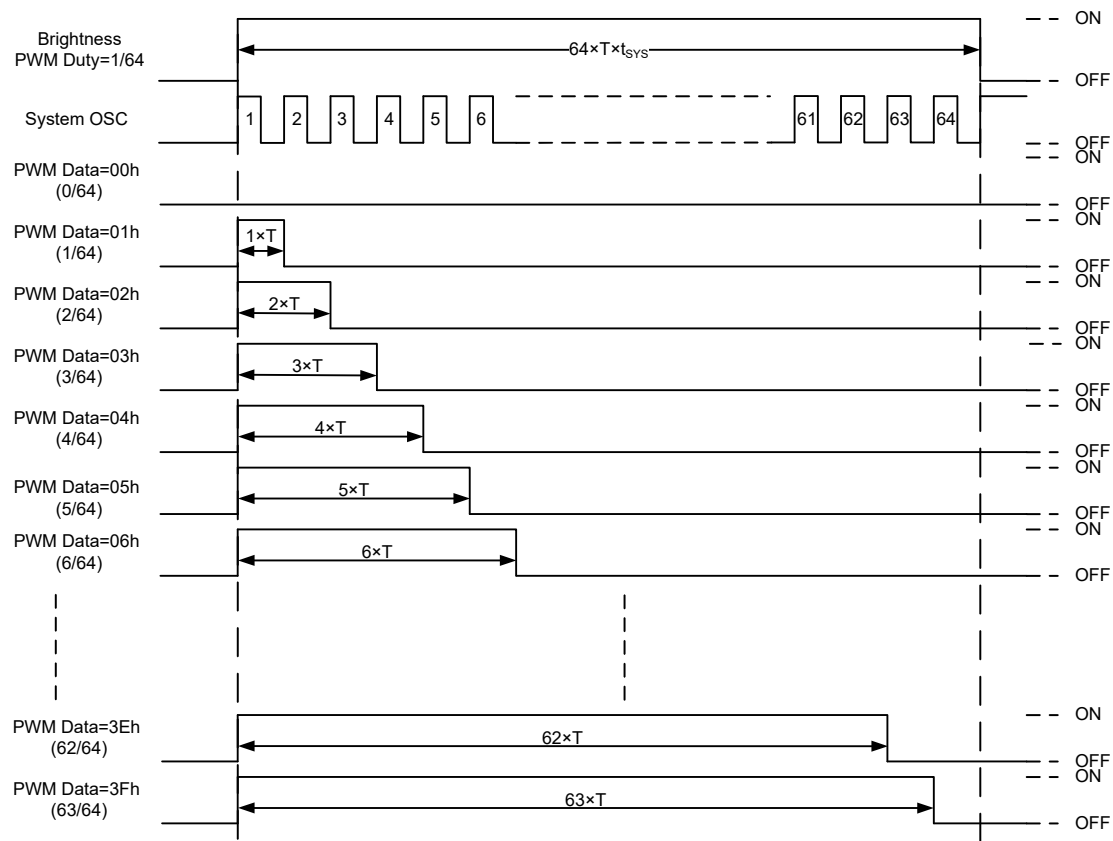 Brightness
PWM Duty=1/64
64×T×tSYS
ON
OFF
System OSC
1 2 3 4 5 6 61 62 63 64
OFF
PWM Data=00h
(0/64)
ON
OFF
PWM Data=01h
(1/64)
1×T
ON
OFF
PWM Data=02h
(2/64)
2×T
ON
OFF
PWM Data=03h
(3/64)
3×T
ON
OFF
PWM Data=04h
(4/64)
4×T
ON
OFF
PWM Data=05h
(5/64)
5×T
ON
OFF
PWM Data=06h
(6/64)
6×T
ON
OFF
PWM Data=3Eh
(62/64)
62×T
ON
OFF
PWM Data=3Fh
(63/64)
63×T
ON
OFF